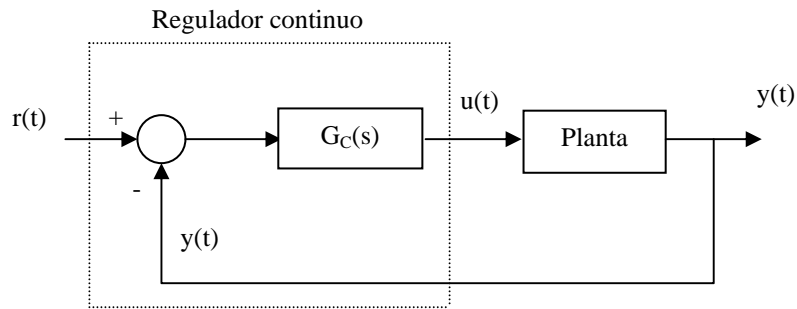 Regulador continuo
r(t)
+
-
G_C(s)
u(t)
Planta
y(t)
y(t)